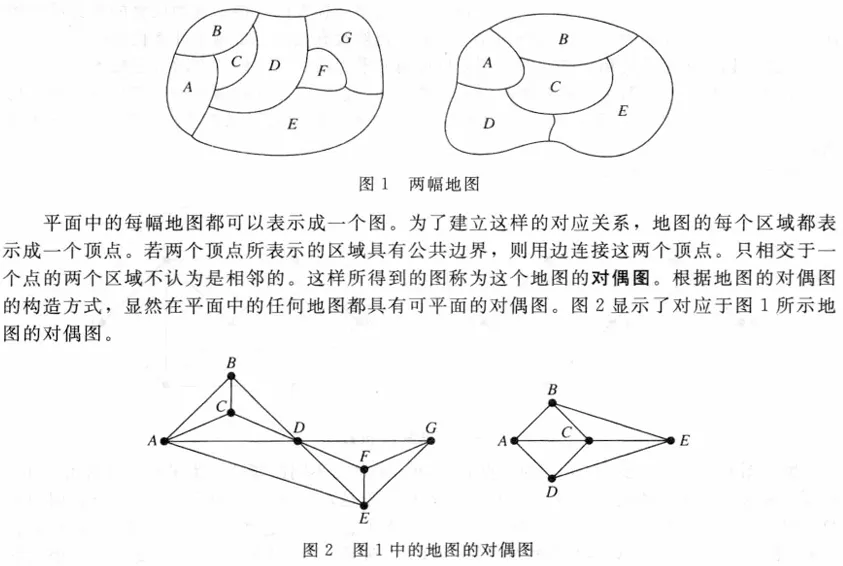 B
G
C
D
F
A
E
B
A
C
E
D
图 1 两幅地图
平面中的每幅地图都可以表示成一个图。为了建立这样的对应关系，地图的每个区域都表
示成一个顶点。若两个顶点所表示的区域具有公共边界，则用边连接这两个顶点。只相交于一
个点的两个区域不认为是相邻的。这样所得到的图称为这个地图的对偶图。根据地图的对偶图
的构造方式，显然在平面中的任何地图都具有可平面的对偶图。图 2 显示了对应于图 1 所示地
图的对偶图。
B
C
A
D
G
F
E
B
A
C
E
D
图 2 图 1 中的地图的对偶图